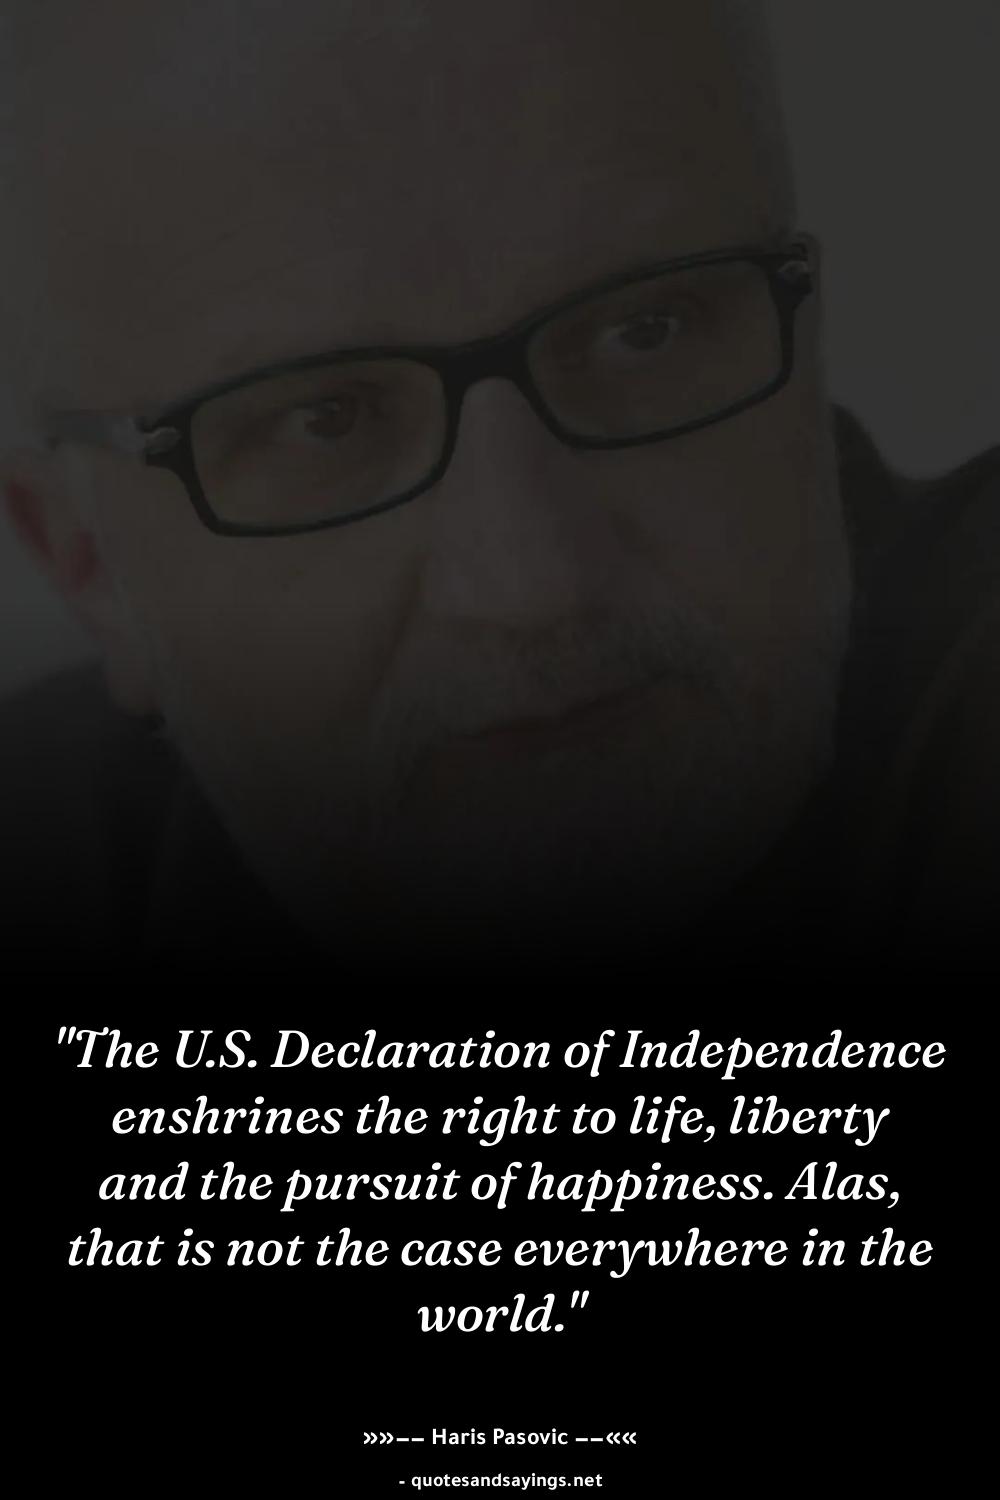 "The U.S. Declaration of Independence
enshrines the right to life, liberty
and the pursuit of happiness. Alas,
that is not the case everywhere in the
world."
»»−− Haris Pasovic −−««
- quotesandsayings.net